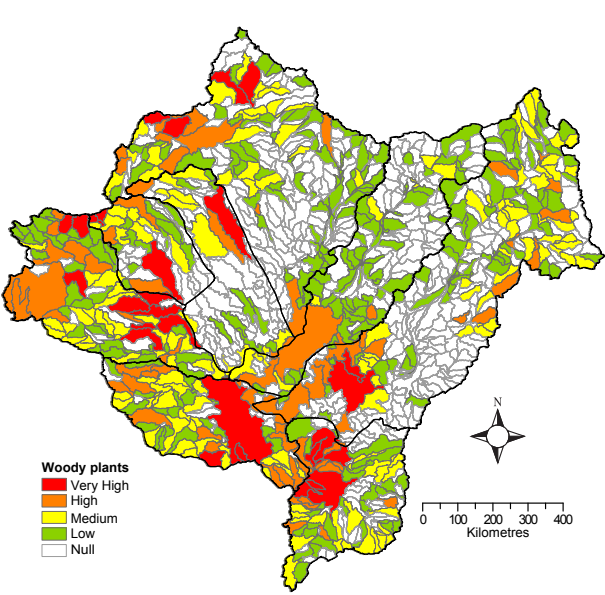 N
Woody plants
Very High
High
Medium
Low
Null
0 100 200 300 400
Kilometres